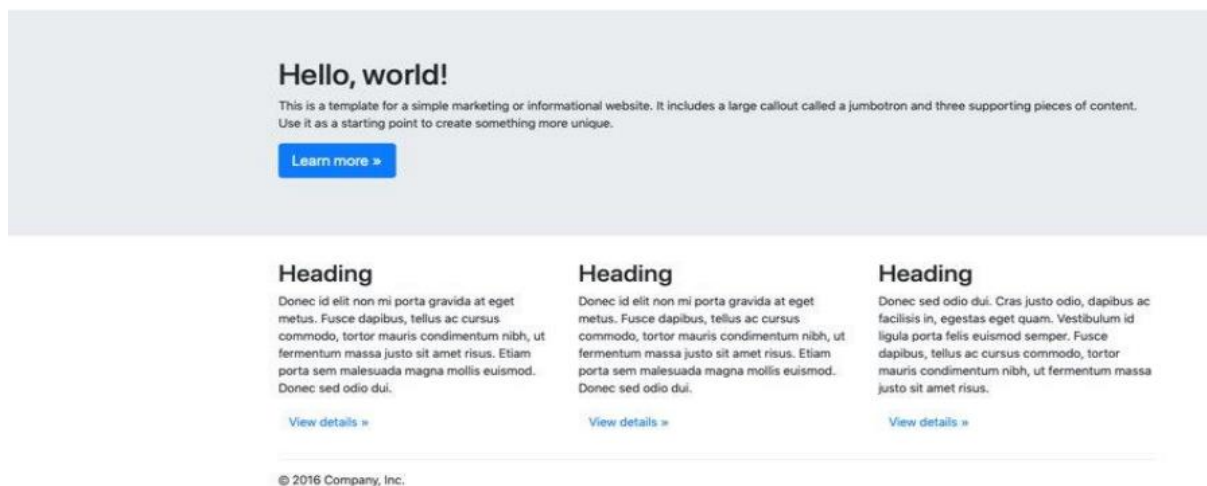 Hello, world!
This is a template for a simple marketing or informational website. It includes a large callout called a jumbotron and three supporting pieces of content.
Use it as a starting point to create something more unique.
Learn more »
Heading
Donec id elit non mi porta gravida at eget
metus. Fusce dapibus, tellus ac cursus
commodo, tortor mauris condimentum nibh, ut
fermentum massa justo sit amet risus. Etiam
porta sem malesuada magna mollis euismod.
Donec sed odio dui.
View details »
Heading
Donec id elit non mi porta gravida at eget
metus. Fusce dapibus, tellus ac cursus
commodo, tortor mauris condimentum nibh, ut
fermentum massa justo sit amet risus. Etiam
porta sem malesuada magna mollis euismod.
Donec sed odio dui.
View details »
Heading
Donec sed odio dui. Cras justo odio, dapibus ac
facilisis in, egestas eget quam. Vestibulum id
ligula porta felis euismod semper. Fusce
dapibus, tellus ac cursus commodo, tortor
mauris condimentum nibh, ut fermentum massa
justo sit amet risus.
View details »
© 2016 Company, Inc.